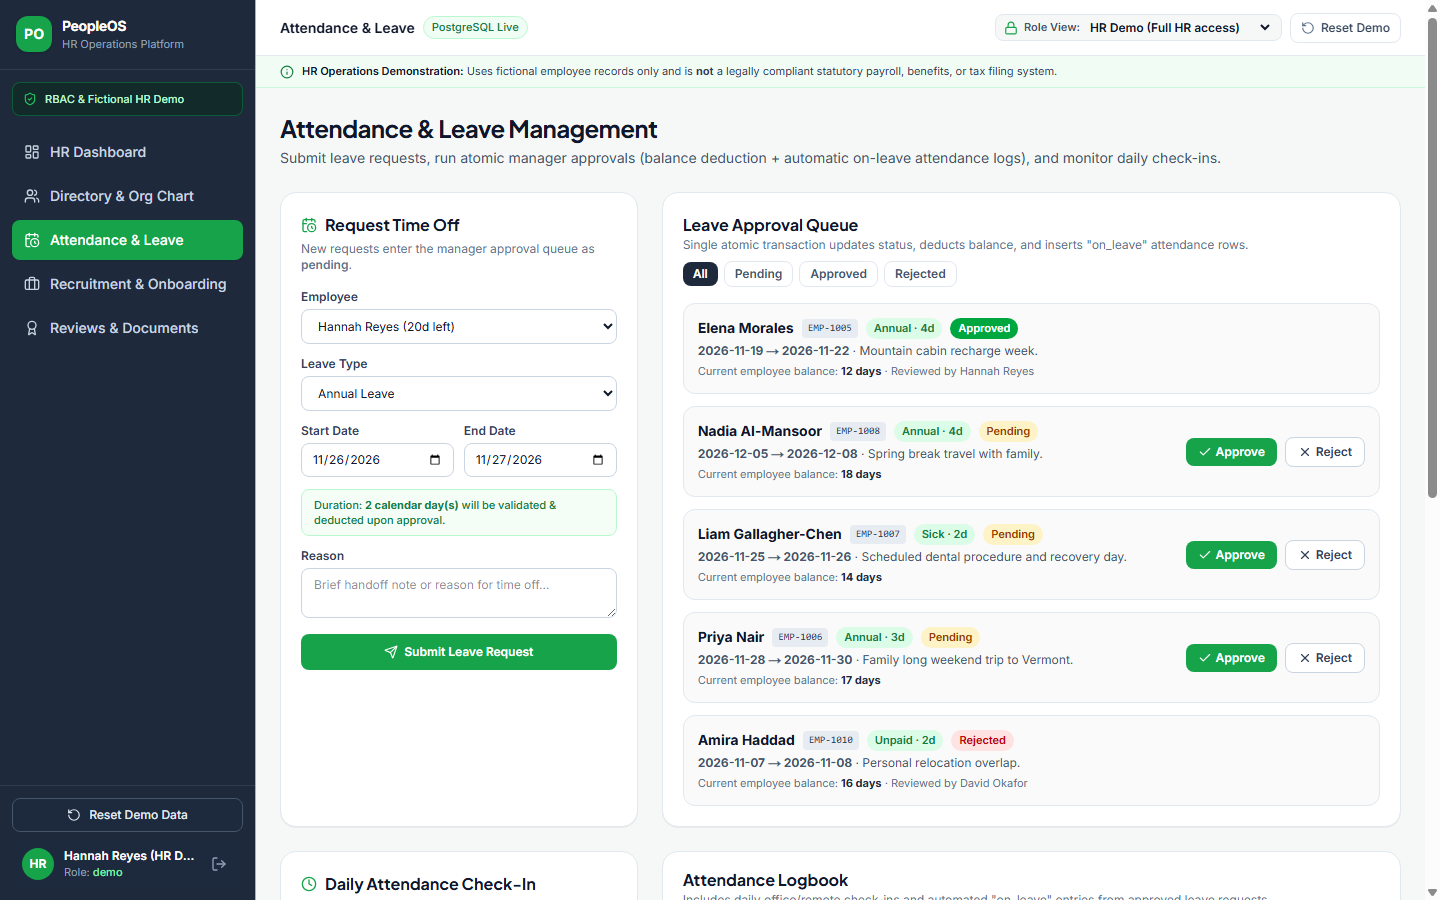 PO
PeopleOS
HR Operations Platform
RBAC & Fictional HR Demo
HR Dashboard
Directory & Org Chart
Attendance & Leave
Recruitment & Onboarding
Reviews & Documents
Reset Demo Data
HR
Hannah Reyes (HR D...
Role: demo
Attendance & Leave
PostgreSQL Live
Role View: HR Demo (Full HR access)
Reset Demo
HR Operations Demonstration: Uses fictional employee records only and is not a legally compliant statutory payroll, benefits, or tax filing system.
Attendance & Leave Management
Submit leave requests, run atomic manager approvals (balance deduction + automatic on-leave attendance logs), and monitor daily check-ins.
Request Time Off
New requests enter the manager approval queue as
pending.
Employee
Hannah Reyes (20d left)
Leave Type
Annual Leave
Start Date
End Date
11/26/2026
11/27/2026
Duration: 2 calendar day(s) will be validated &
deducted upon approval.
Reason
Brief handoff note or reason for time off...
Submit Leave Request
Leave Approval Queue
Single atomic transaction updates status, deducts balance, and inserts "on_leave" attendance rows.
All
Pending
Approved
Rejected
Elena Morales EMP-1005 Annual · 4d Approved
2026-11-19 → 2026-11-22 · Mountain cabin recharge week.
Current employee balance: 12 days · Reviewed by Hannah Reyes
Nadia Al-Mansoor EMP-1008 Annual · 4d Pending
2026-12-05 → 2026-12-08 · Spring break travel with family.
Current employee balance: 18 days
Approve
Reject
Liam Gallagher-Chen EMP-1007 Sick · 2d Pending
2026-11-25 → 2026-11-26 · Scheduled dental procedure and recovery day.
Current employee balance: 14 days
Approve
Reject
Priya Nair EMP-1006 Annual · 3d Pending
2026-11-28 → 2026-11-30 · Family long weekend trip to Vermont.
Current employee balance: 17 days
Approve
Reject
Amira Haddad EMP-1010 Unpaid · 2d Rejected
2026-11-07 → 2026-11-08 · Personal relocation overlap.
Current employee balance: 16 days · Reviewed by David Okafor
Daily Attendance Check-In
Attendance Logbook
Includes daily office/remote check-ins and automated "on_leave" entries from approved leave requests.